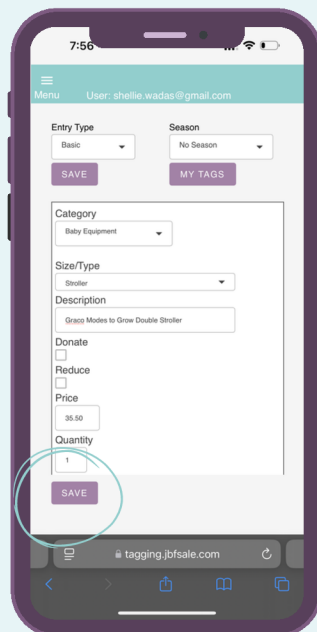 7:56
Menu User: shellie.wadas@gmail.com
Entry Type Season
Basic No Season
SAVE MY TAGS
Category
Baby Equipment
Size/Type
Stroller
Description
Graco Modes to Grow Double Stroller
Donate
Reduce
Price
35.50
Quantity
1
SAVE
tagging.jbfsale.com